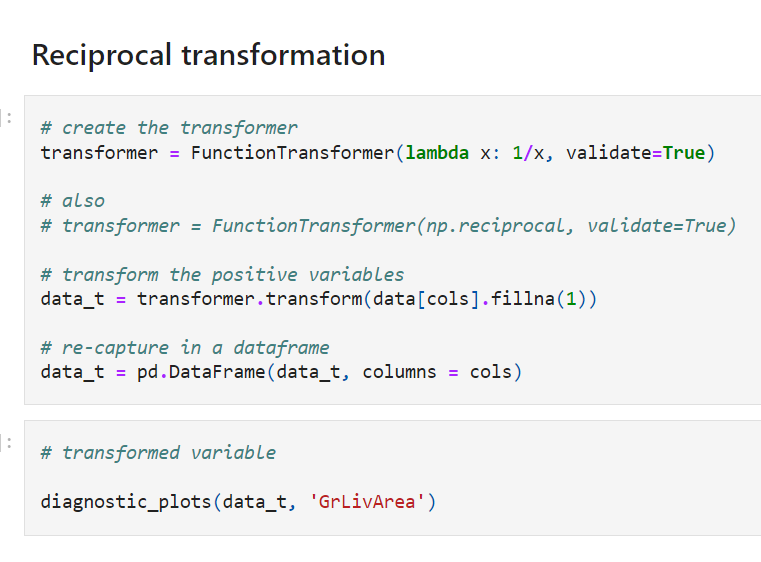 Reciprocal transformation
]:
# create the transformer
transformer = FunctionTransformer(lambda x: 1/x, validate=True)
# also
# transformer = FunctionTransformer(np.reciprocal, validate=True)
# transform the positive variables
data_t = transformer.transform(data[cols].fillna(1))
# re-capture in a dataframe
data_t = pd.DataFrame(data_t, columns = cols)
]:
# transformed variable
diagnostic_plots(data_t, 'GrLivArea')